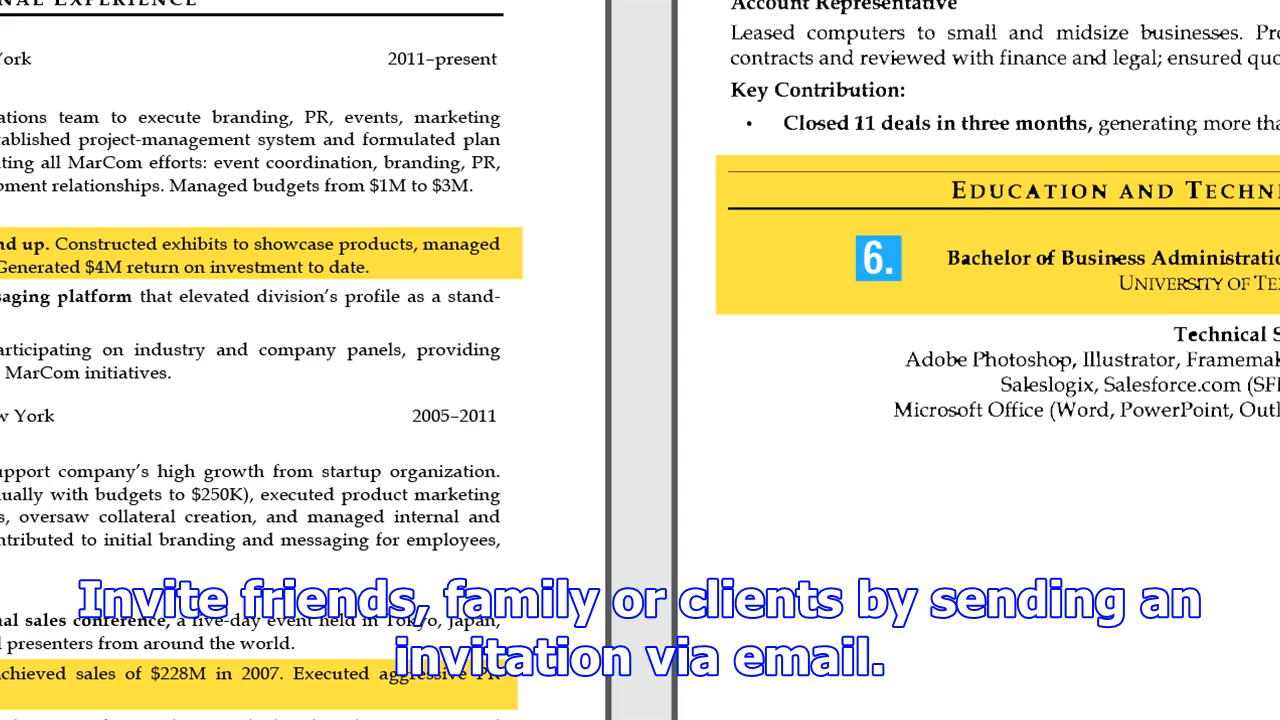 NAL EXPERIENCE
York
2011–present
ations team to execute branding, PR, events, marketing
tablished project-management system and formulated plan
ting all MarCom efforts: event coordination, branding, PR,
pment relationships. Managed budgets from $1M to $3M.
nd up. Constructed exhibits to showcase products, managed
Generated $4M return on investment to date.
saging platform that elevated division's profile as a stand-
articipating on industry and company panels, providing
MarCom initiatives.
w York
2005–2011
upport company's high growth from startup organization.
ually with budgets to $250K), executed product marketing
s, oversaw collateral creation, and managed internal and
ntributed to initial branding and messaging for employees,
nal sales conference, a five-day event held in Tokyo, Japan,
l presenters from around the world.
achieved sales of $228M in 2007. Executed aggressive PR
Account Representative
Leased computers to small and midsize businesses. Pro
contracts and reviewed with finance and legal; ensured quo
Key Contribution:
• Closed 11 deals in three months, generating more tha
EDUCATION AND TECHNI
6.
Bachelor of Business Administratio
UNIVERSITY OF TEX
Technical S
Adobe Photoshop, Illustrator, Framemak
Saleslogix, Salesforce.com (SF
Microsoft Office (Word, PowerPoint, Outl
Invite friends, family or clients by sending an
invitation via email.